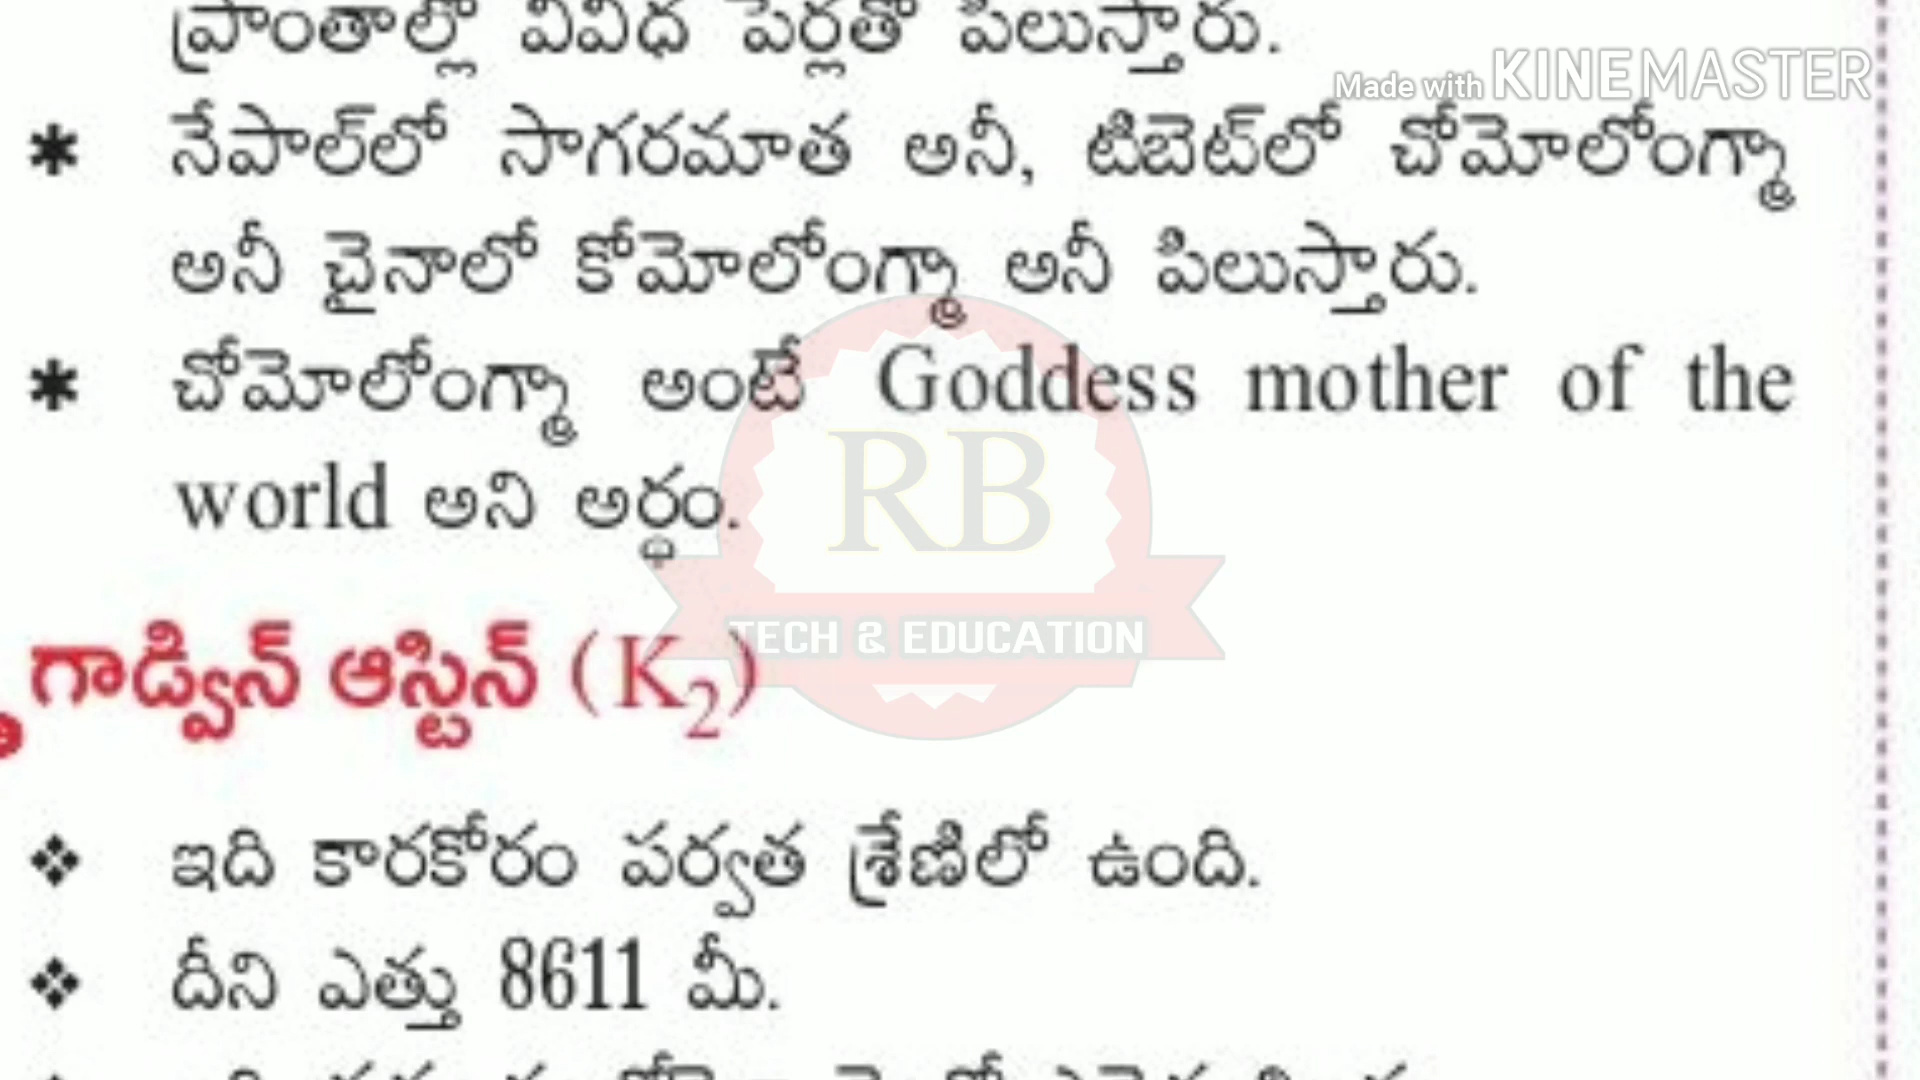 ప్రాంతాల్లో వివిధ పేర్లతో పిలుస్తారు.
Made with KINEMASTER
* నేపాల్‌లో సాగరమాత అనీ, టిబెట్‌లో చోమోలోంగ్మా
అనీ చైనాలో కోమోలోంగ్మా అనీ పిలుస్తారు.
* చోమోలోంగ్మా అంటే Goddess mother of the
world అని అర్థం.
RB
TECH & EDUCATION
గాడ్విన్ ఆస్టిన్ (K₂)
❖ ఇది కారకోరం పర్వత శ్రేణిలో ఉంది.
❖ దీని ఎత్తు 8611 మీ.